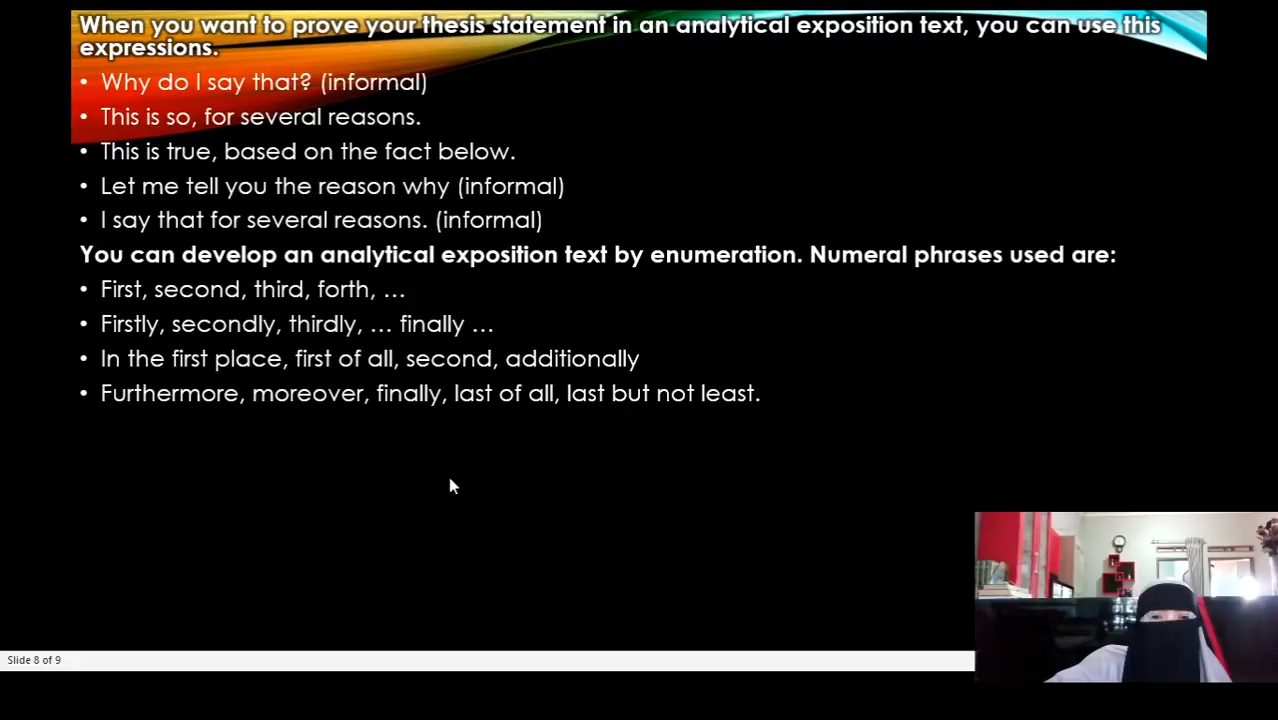 When you want to prove your thesis statement in an analytical exposition text, you can use this
expressions.
• Why do I say that? (informal)
• This is so, for several reasons.
• This is true, based on the fact below.
• Let me tell you the reason why (informal)
• I say that for several reasons. (informal)
You can develop an analytical exposition text by enumeration. Numeral phrases used are:
• First, second, third, forth, …
• Firstly, secondly, thirdly, … finally …
• In the first place, first of all, second, additionally
• Furthermore, moreover, finally, last of all, last but not least.
Slide 8 of 9